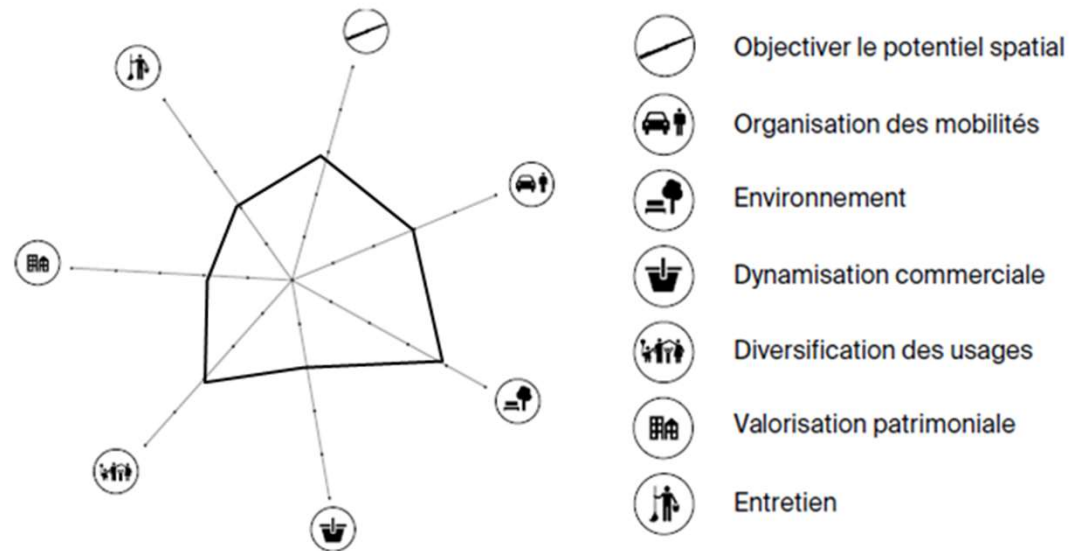 Objectiver le potentiel spatial
Organisation des mobilités
Environnement
Dynamisation commerciale
Diversification des usages
Valorisation patrimoniale
Entretien